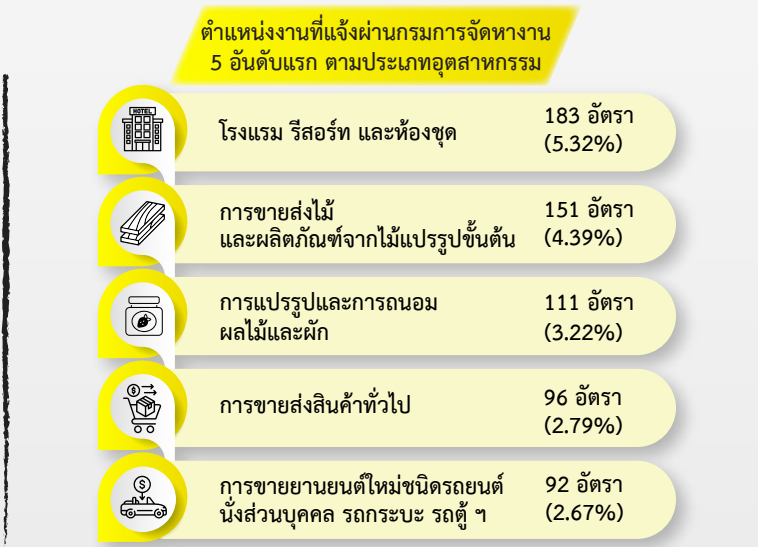 ตำแหน่งงานที่แจ้งผ่านกรมการจัดหางาน
5 อันดับแรก ตามประเภทอุตสาหกรรม
HOTEL
โรงแรม รีสอร์ท และห้องชุด
183 อัตรา
(5.32%)
การขายส่งไม้
และผลิตภัณฑ์จากไม้แปรรูปขั้นต้น
151 อัตรา
(4.39%)
การแปรรูปและการถนอม
ผลไม้และผัก
111 อัตรา
(3.22%)
$
การขายส่งสินค้าทั่วไป
96 อัตรา
(2.79%)
$
การขายยานยนต์ใหม่ชนิดรถยนต์
นั่งส่วนบุคคล รถกระบะ รถตู้ ฯ
92 อัตรา
(2.67%)